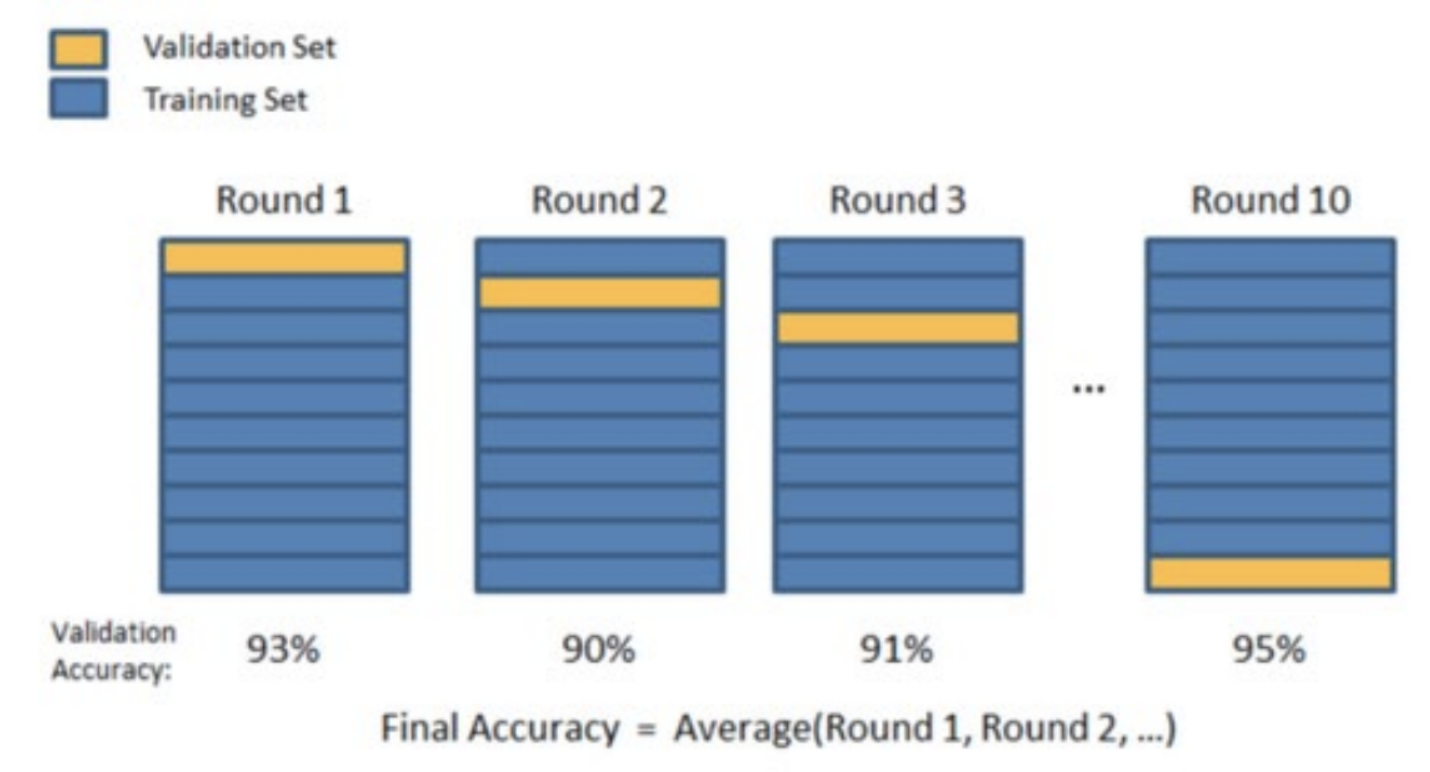 Validation Set
Training Set
Round 1 Round 2 Round 3 Round 10
...
Validation
Accuracy: 93% 90% 91% 95%
Final Accuracy = Average(Round 1, Round 2, ...)